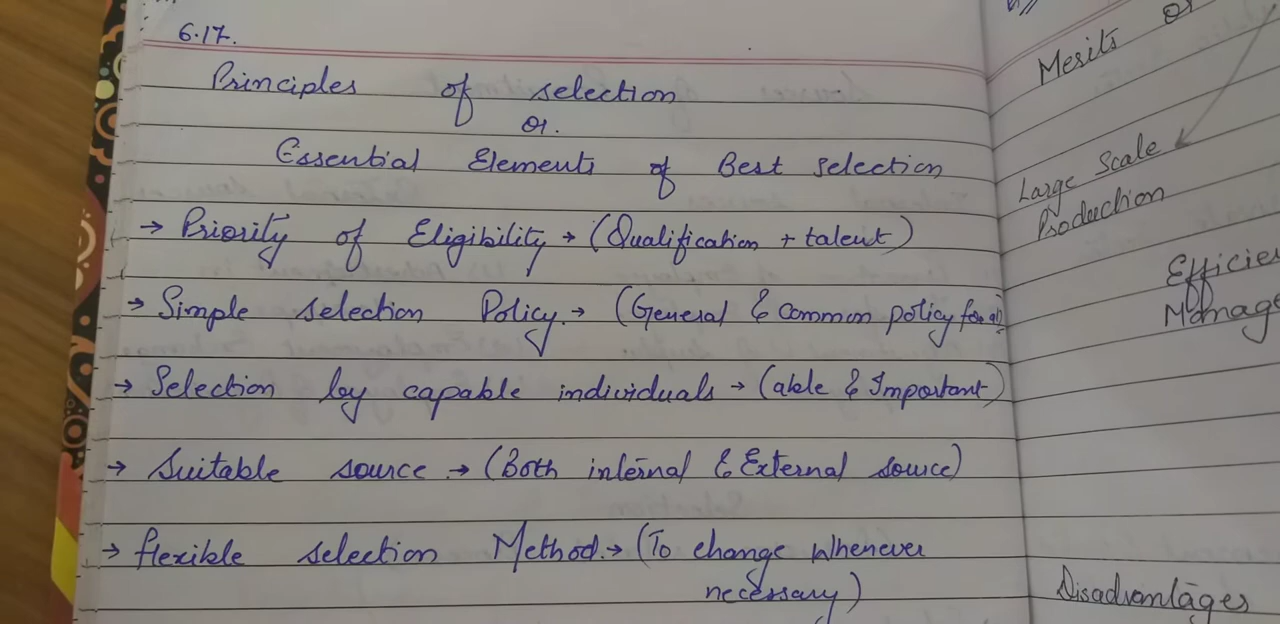 6.17.
Principles of selection
or.
Essential Elements of Best selection
→ Priority of Eligibility → (Qualification + talent)
→ Simple selection Policy. → (General & Common policy for all)
→ Selection by capable individuals → (able & Important)
→ Suitable source → (Both internal & External source)
→ flexible selection Method. → (To change whenever
necessary)
Merits or
Large Scale
Production
Efficien
Manage
Disadvantages